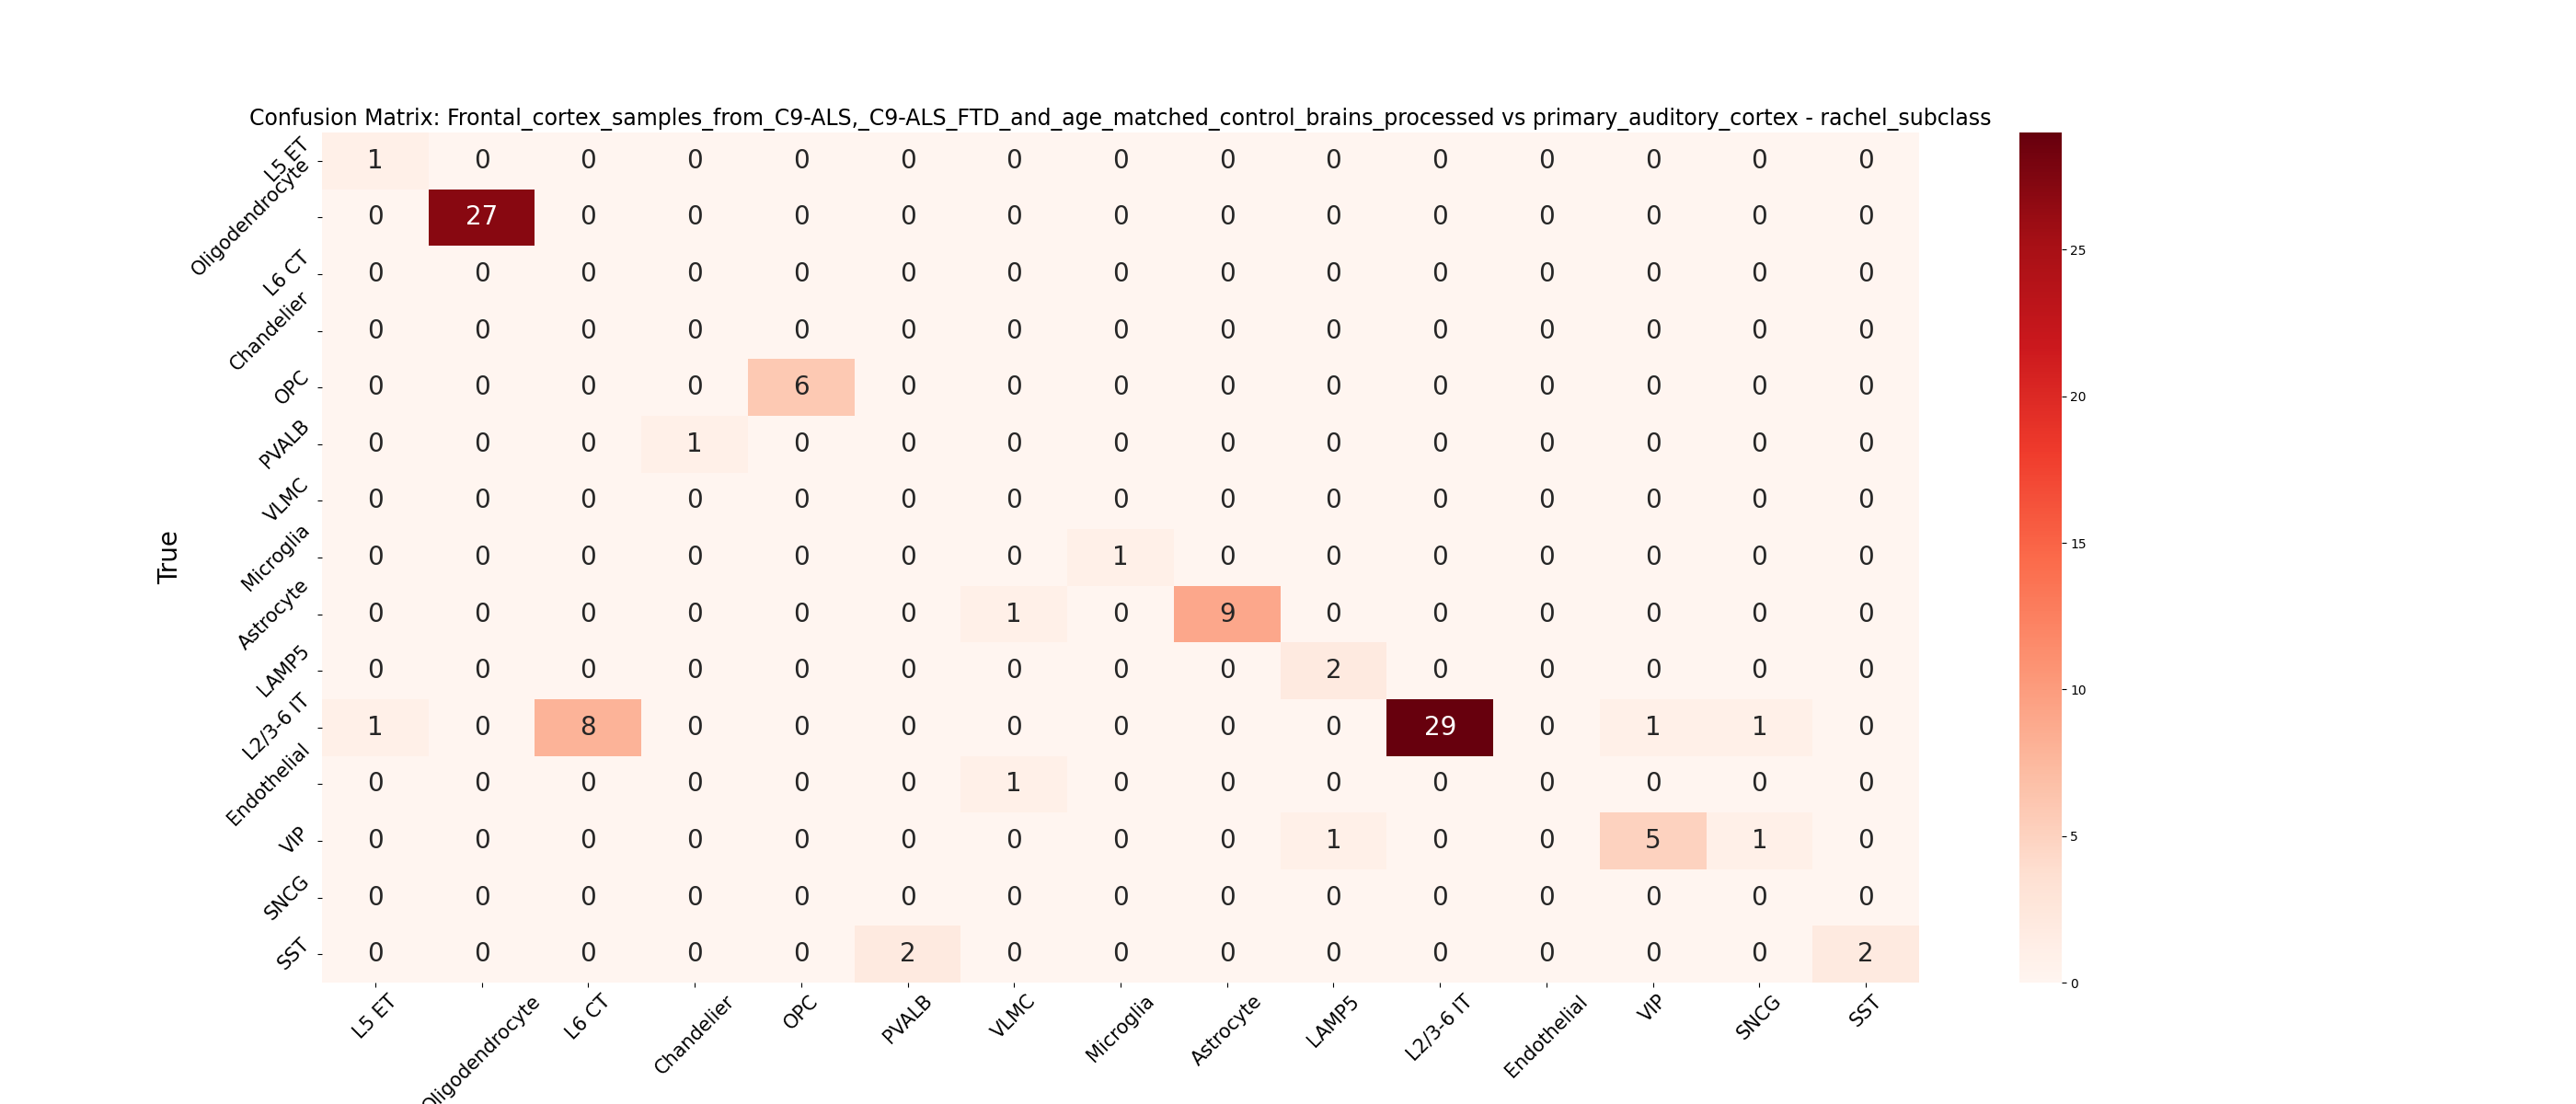 Confusion Matrix: Frontal_cortex_samples_from_C9-ALS,_C9-ALS_FTD_and_age_matched_control_brains_processed vs primary_auditory_cortex - rachel_subclass
True
L5 ET 1 0 0 0 0 0 0 0 0 0 0 0 0 0 0
Oligodendrocyte 0 27 0 0 0 0 0 0 0 0 0 0 0 0 0
L6 CT 0 0 0 0 0 0 0 0 0 0 0 0 0 0 0
Chandelier 0 0 0 0 0 0 0 0 0 0 0 0 0 0 0
OPC 0 0 0 0 6 0 0 0 0 0 0 0 0 0 0
PVALB 0 0 0 1 0 0 0 0 0 0 0 0 0 0 0
VLMC 0 0 0 0 0 0 0 0 0 0 0 0 0 0 0
Microglia 0 0 0 0 0 0 0 1 0 0 0 0 0 0 0
Astrocyte 0 0 0 0 0 0 1 0 9 0 0 0 0 0 0
LAMP5 0 0 0 0 0 0 0 0 0 2 0 0 0 0 0
L2/3-6 IT 1 0 8 0 0 0 0 0 0 0 29 0 1 1 0
Endothelial 0 0 0 0 0 0 1 0 0 0 0 0 0 0 0
VIP 0 0 0 0 0 0 0 0 0 1 0 0 5 1 0
SNCG 0 0 0 0 0 0 0 0 0 0 0 0 0 0 0
SST 0 0 0 0 0 2 0 0 0 0 0 0 0 0 2
L5 ET Oligodendrocyte L6 CT Chandelier OPC PVALB VLMC Microglia Astrocyte LAMP5 L2/3-6 IT Endothelial VIP SNCG SST
25
20
15
10
5
0